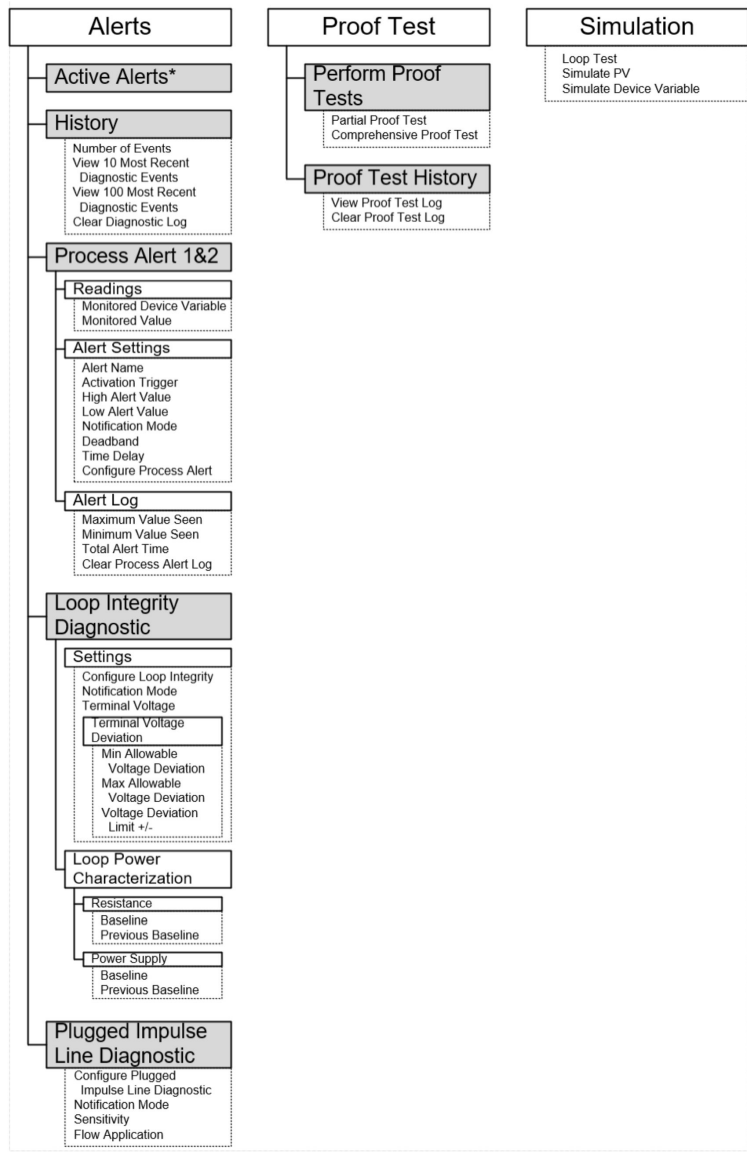 Alerts
Active Alerts*
History
Number of Events
View 10 Most Recent
Diagnostic Events
View 100 Most Recent
Diagnostic Events
Clear Diagnostic Log
Process Alert 1&2
Readings
Monitored Device Variable
Monitored Value
Alert Settings
Alert Name
Activation Trigger
High Alert Value
Low Alert Value
Notification Mode
Deadband
Time Delay
Configure Process Alert
Alert Log
Maximum Value Seen
Minimum Value Seen
Total Alert Time
Clear Process Alert Log
Loop Integrity
Diagnostic
Settings
Configure Loop Integrity
Notification Mode
Terminal Voltage
Terminal Voltage
Deviation
Min Allowable
Voltage Deviation
Max Allowable
Voltage Deviation
Voltage Deviation
Limit +/-
Loop Power
Characterization
Resistance
Baseline
Previous Baseline
Power Supply
Baseline
Previous Baseline
Plugged Impulse
Line Diagnostic
Configure Plugged
Impulse Line Diagnostic
Notification Mode
Sensitivity
Flow Application
Proof Test
Perform Proof
Tests
Partial Proof Test
Comprehensive Proof Test
Proof Test History
View Proof Test Log
Clear Proof Test Log
Simulation
Loop Test
Simulate PV
Simulate Device Variable